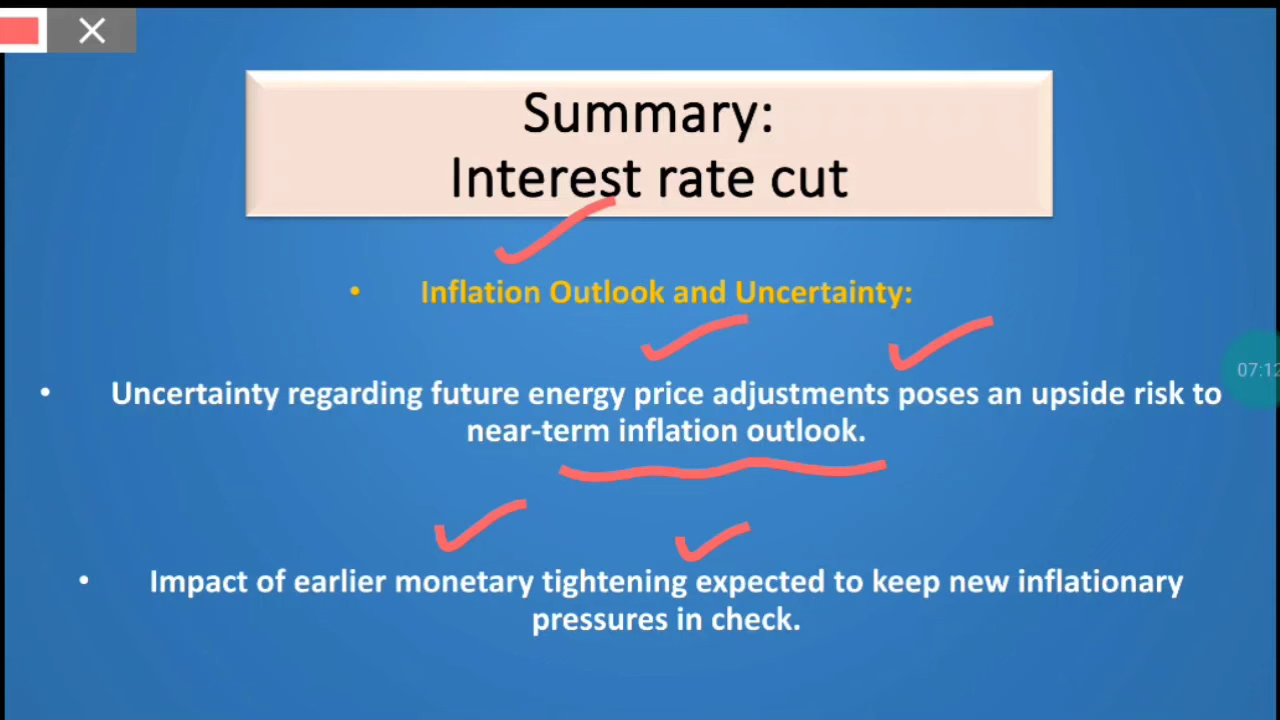 Summary:
Interest rate cut
• Inflation Outlook and Uncertainty:
• Uncertainty regarding future energy price adjustments poses an upside risk to
near-term inflation outlook.
07:12
• Impact of earlier monetary tightening expected to keep new inflationary
pressures in check.